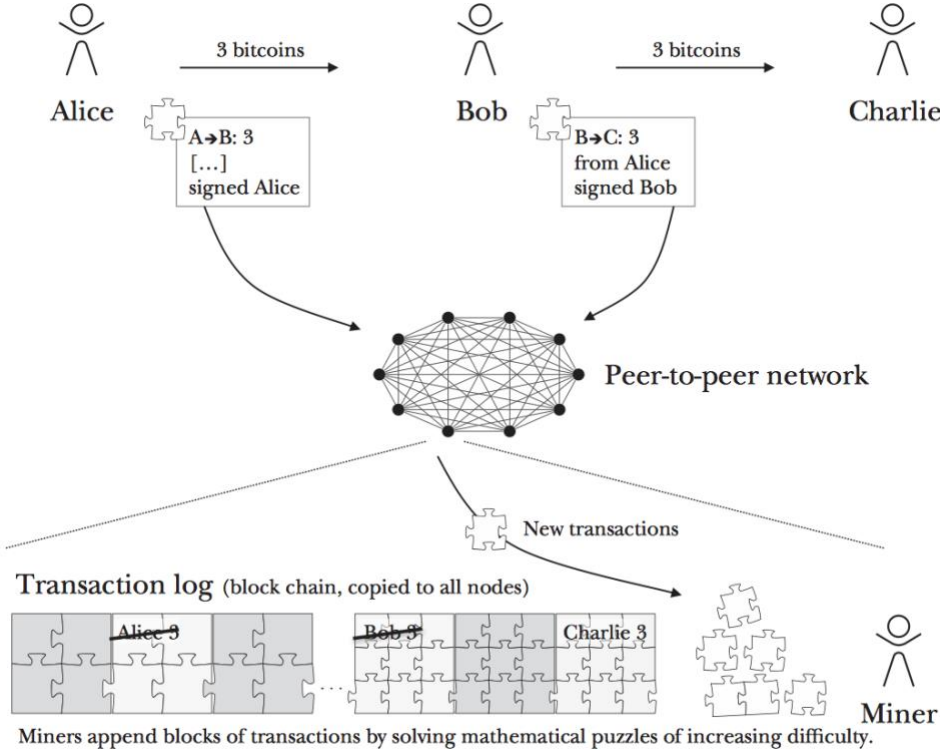 3 bitcoins
3 bitcoins
Alice
Bob
Charlie
A→B: 3
[...]
signed Alice
B→C: 3
from Alice
signed Bob
Peer-to-peer network
New transactions
Transaction log (block chain, copied to all nodes)
Alice 3
Bob 3
Charlie 3
....
Miner
Miners append blocks of transactions by solving mathematical puzzles of increasing difficulty.